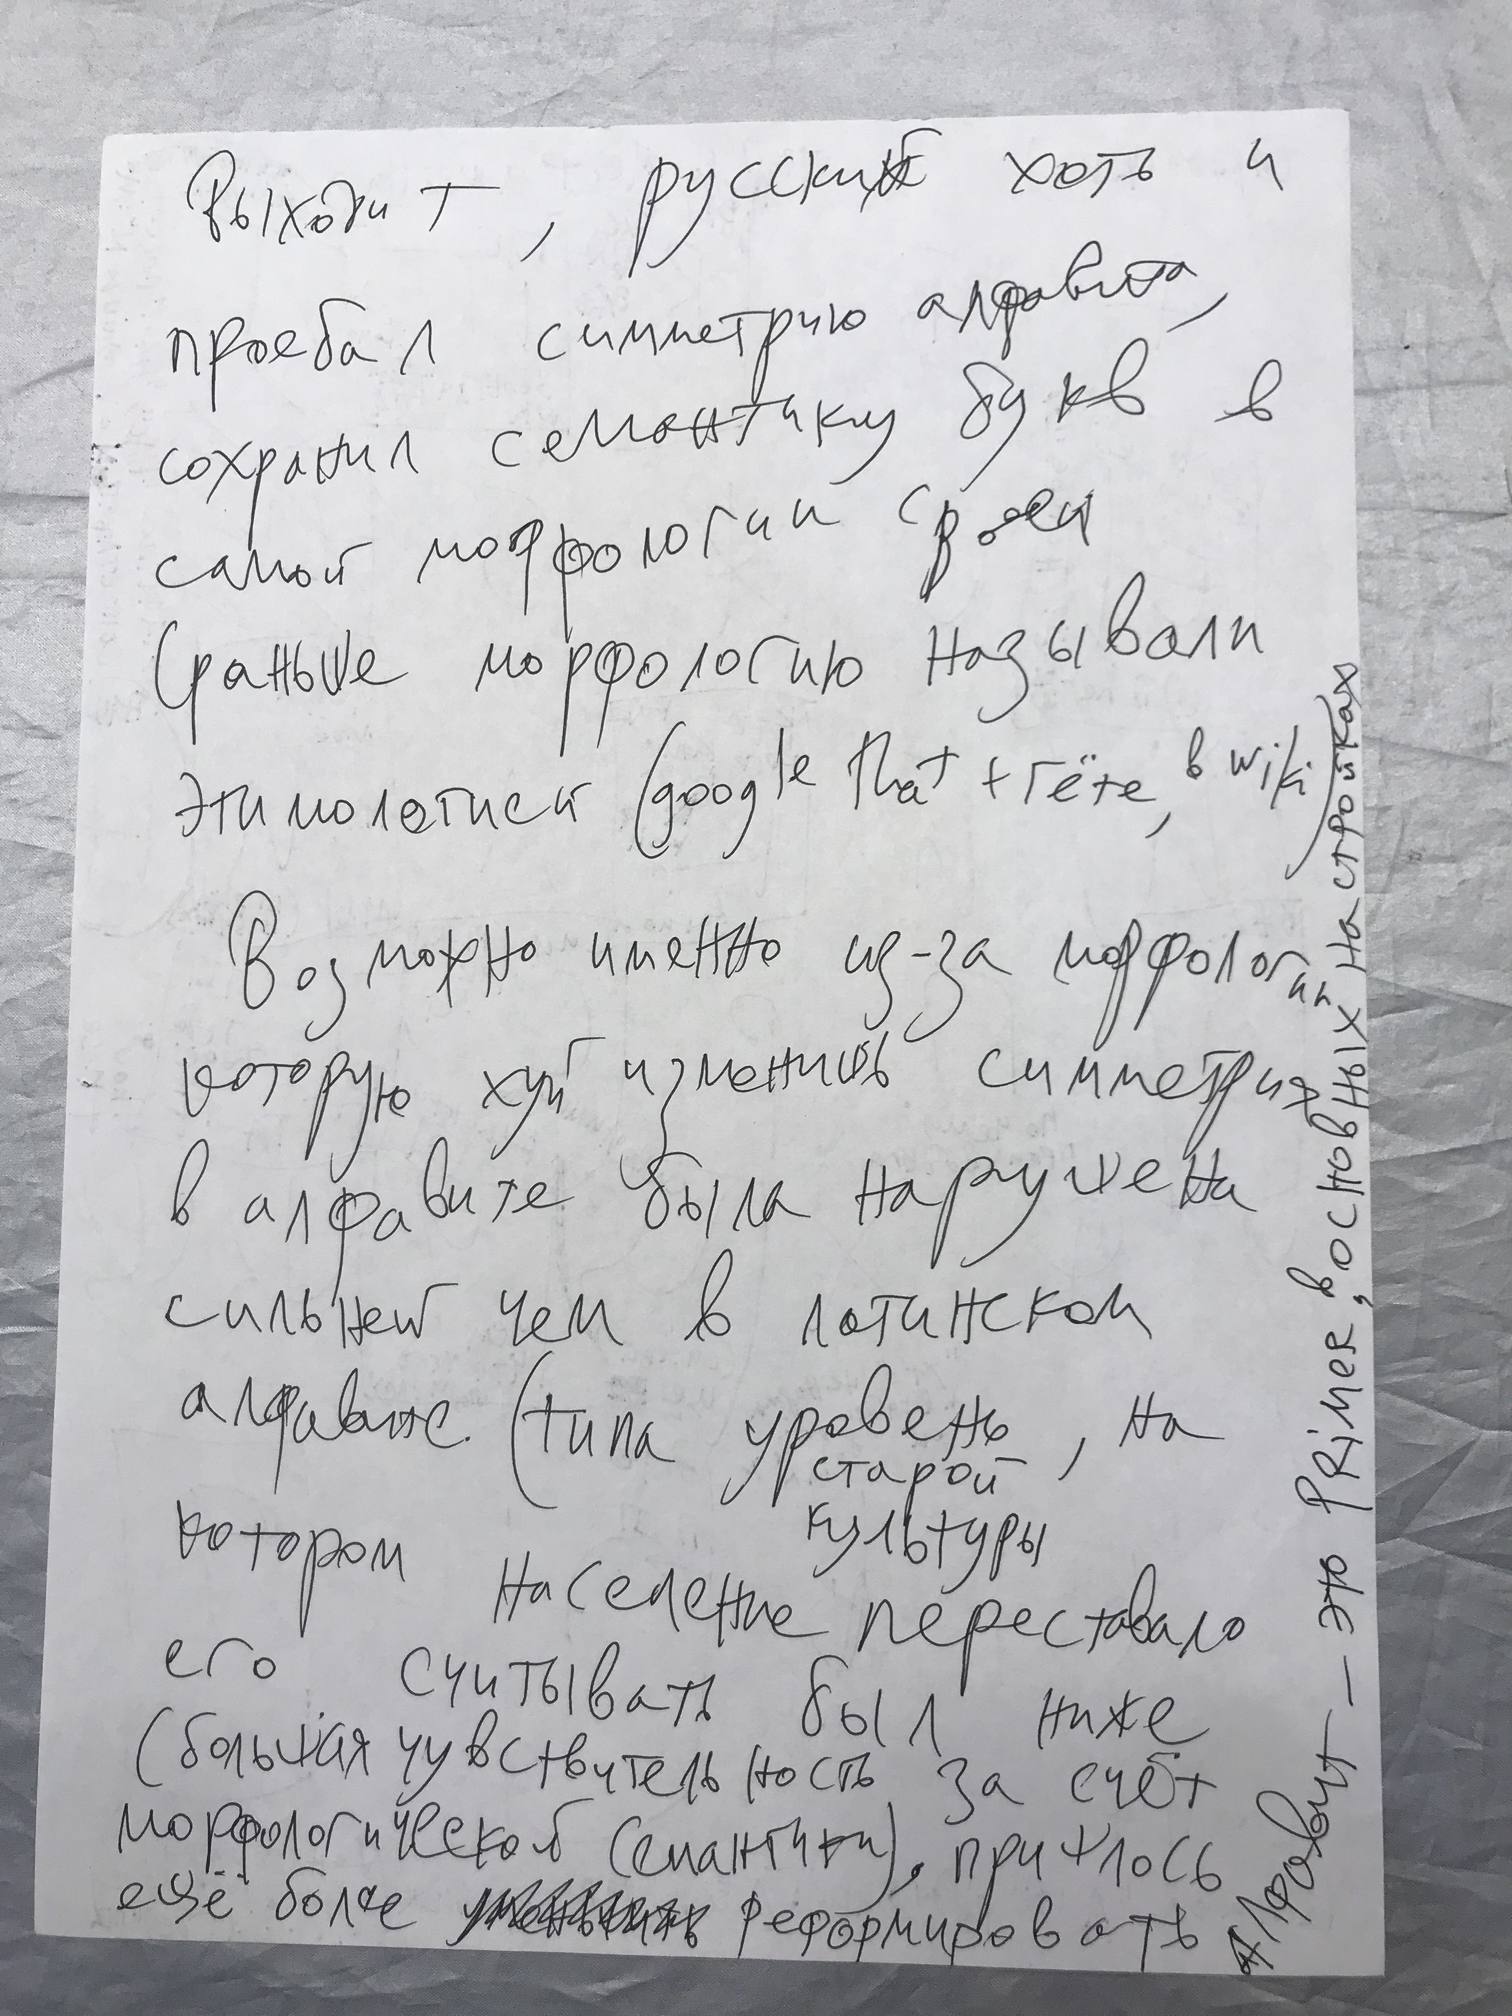 Выходит, русский хоть и
проебал симметрию алфавита,
сохранил семантику букв в
самой морфологии своей
(раньше морфологию называли
этимологией (google that + Гёте, в wiki)
Возможно именно из-за морфологии
которую хуй изменишь симметрия
в алфавите была нарушена
сильней чем в латинском
алфавите. (типа уровень, на
котором население старой культуры переставало
его считывать был ниже
(большая чувствительность за счёт
морфологической семантики), пришлось
ещё более реформировать
Алфавит — это PRiMER, в основных настройках